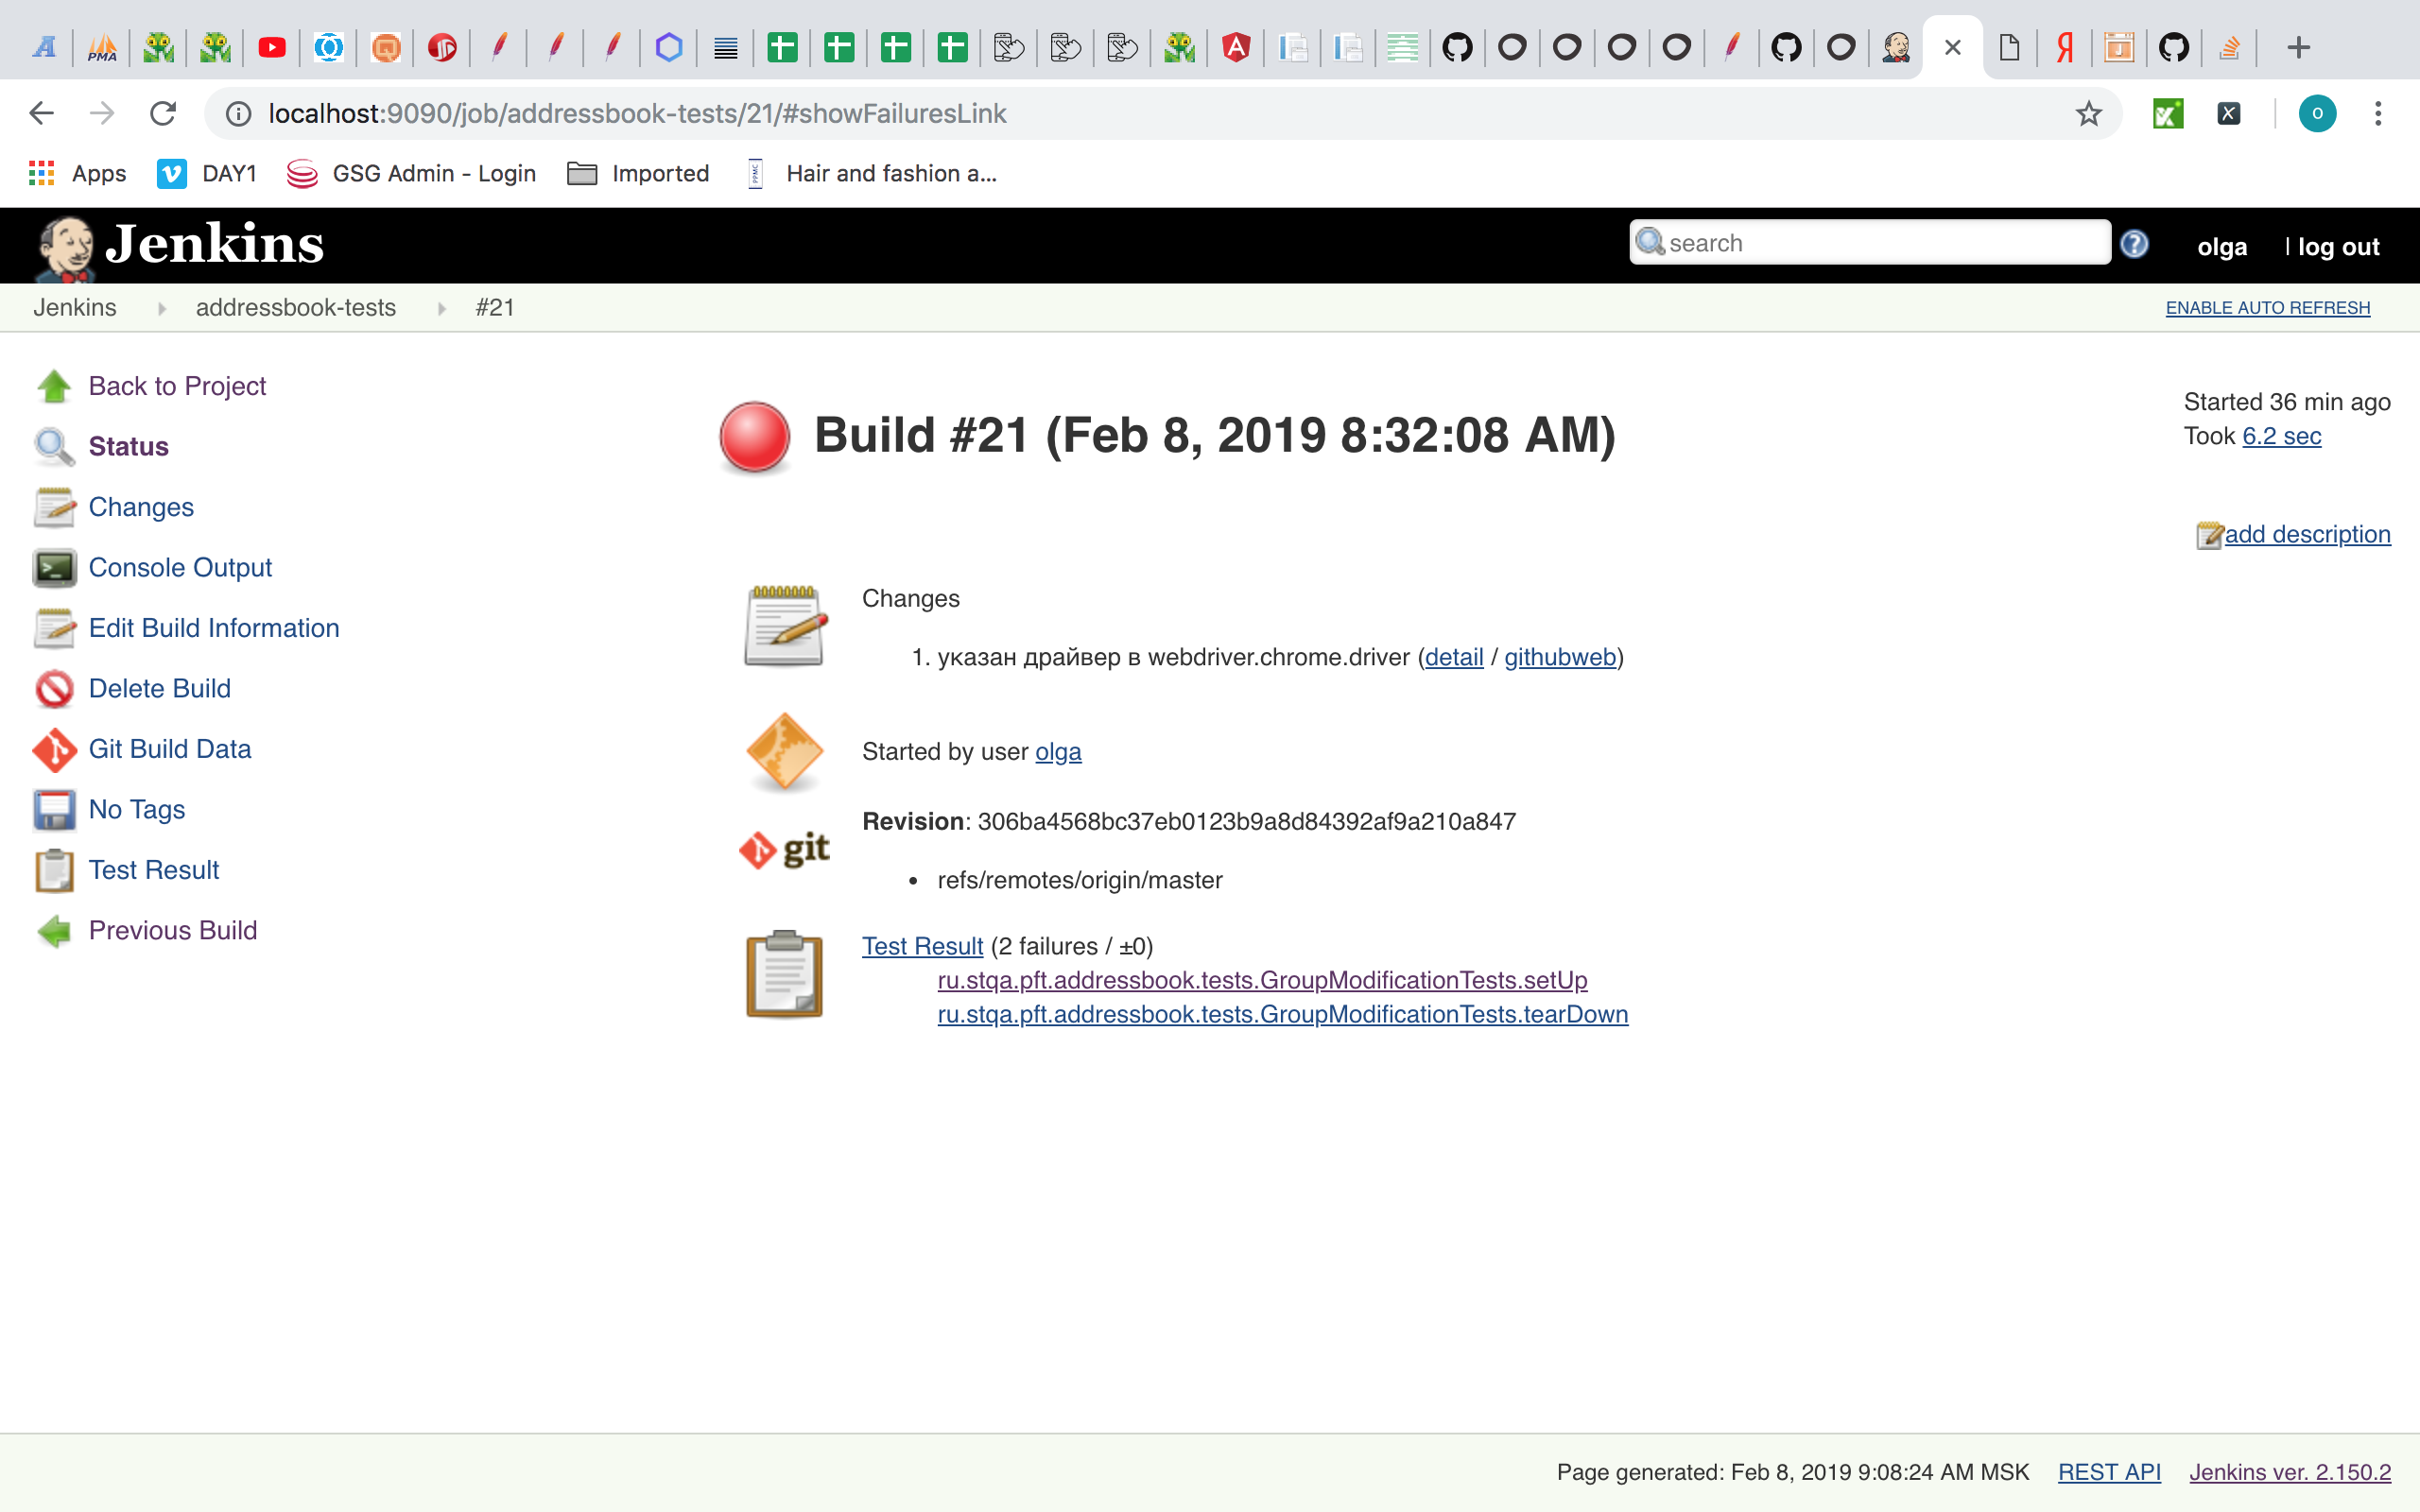 PMA
localhost:9090/job/addressbook-tests/21/#showFailuresLink
Apps
DAY1
GSG Admin - Login
Imported
Hair and fashion a...
Jenkins
search
olga
| log out
Jenkins
addressbook-tests
#21
ENABLE AUTO REFRESH
Back to Project
Status
Changes
Console Output
Edit Build Information
Delete Build
Git Build Data
No Tags
Test Result
Previous Build
Build #21 (Feb 8, 2019 8:32:08 AM)
Started 36 min ago
Took 6.2 sec
add description
Changes
1. указан драйвер в webdriver.chrome.driver (detail / githubweb)
Started by user olga
git
Revision: 306ba4568bc37eb0123b9a8d84392af9a210a847
• refs/remotes/origin/master
Test Result (2 failures / ±0)
ru.stqa.pft.addressbook.tests.GroupModificationTests.setUp
ru.stqa.pft.addressbook.tests.GroupModificationTests.tearDown
Page generated: Feb 8, 2019 9:08:24 AM MSK
REST API
Jenkins ver. 2.150.2